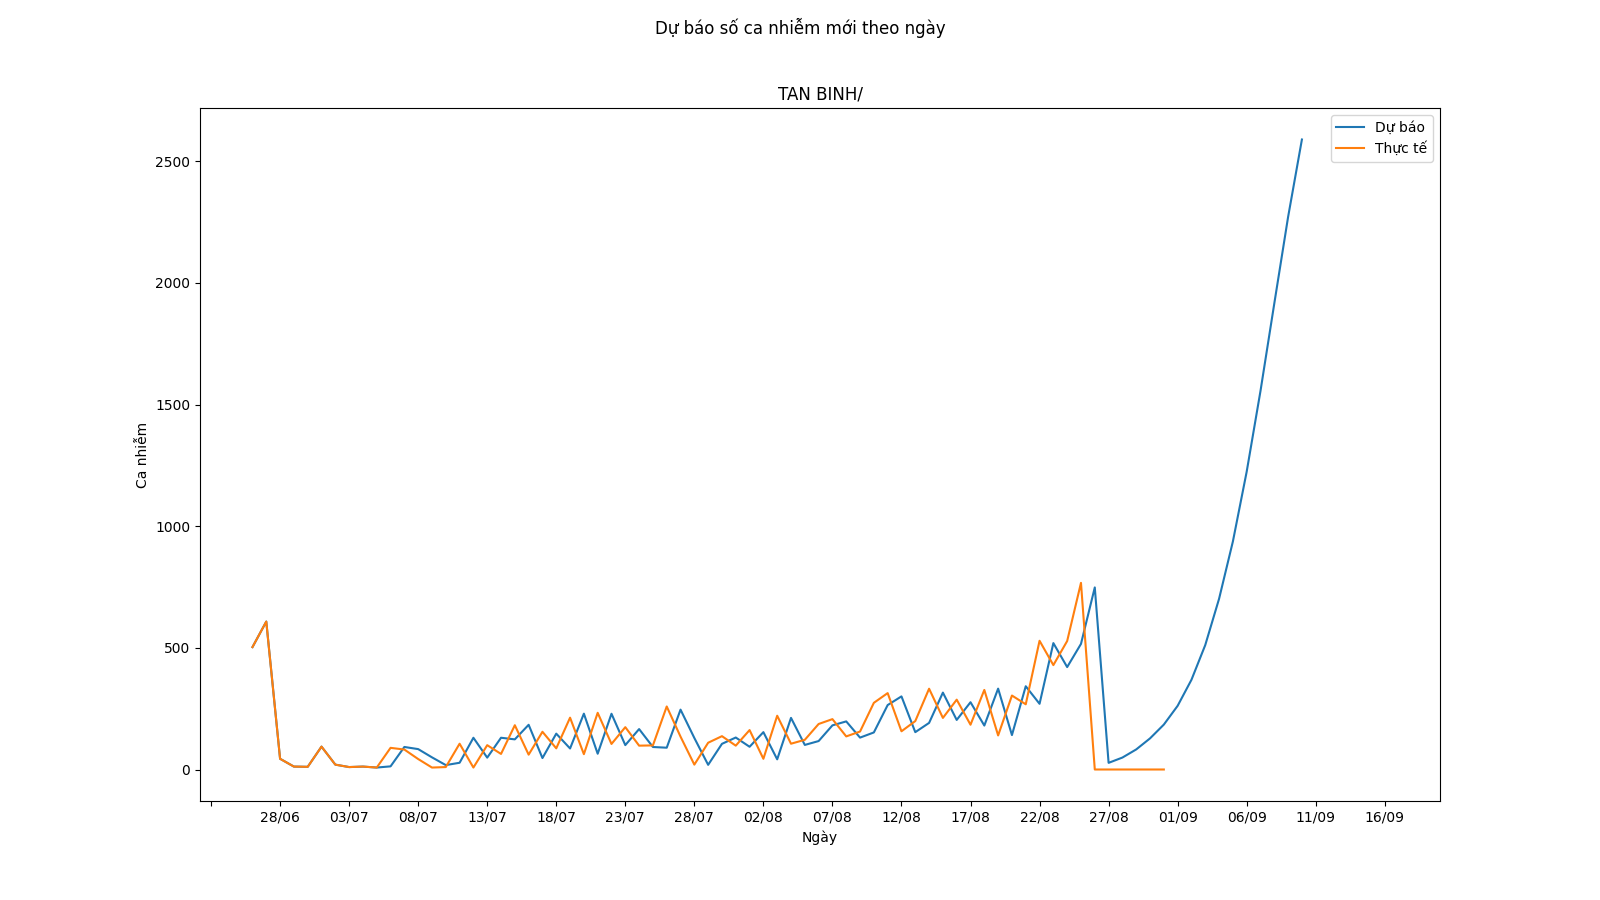 Dự báo số ca nhiễm mới theo ngày
TAN BINH/
Dự báo
Thực tế
2500
2000
1500
1000
500
0
Ca nhiễm
28/06 03/07 08/07 13/07 18/07 23/07 28/07 02/08 07/08 12/08 17/08 22/08 27/08 01/09 06/09 11/09 16/09
Ngày